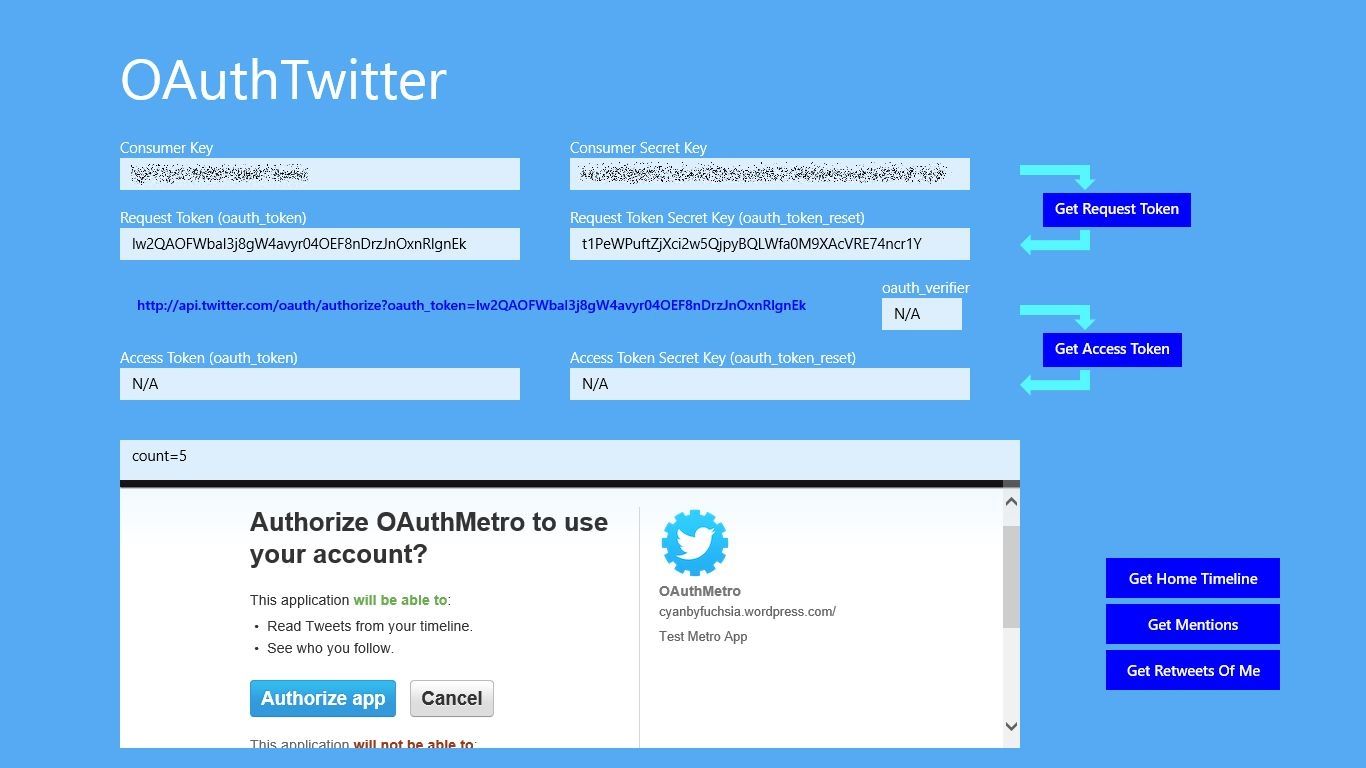 OAuthTwitter
Consumer Key
Consumer Secret Key
Get Request Token
Request Token (oauth_token)
Request Token Secret Key (oauth_token_reset)
Iw2QAOFWbaI3j8gW4avyr04OEF8nDrzJnOxnRIgnEk
t1PeWPuftZjXci2w5QjpyBQLWfa0M9XAcVRE74ncr1Y
oauth_verifier
http://api.twitter.com/oauth/authorize?oauth_token=Iw2QAOFWbaI3j8gW4avyr04OEF8nDrzJnOxnRIgnEk
N/A
Get Access Token
Access Token (oauth_token)
Access Token Secret Key (oauth_token_reset)
N/A
N/A
count=5
Authorize OAuthMetro to use
your account?
This application will be able to:
• Read Tweets from your timeline.
• See who you follow.
Authorize app
Cancel
This application will not be able to:
OAuthMetro
cyanbyfuchsia.wordpress.com/
Test Metro App
Get Home Timeline
Get Mentions
Get Retweets Of Me